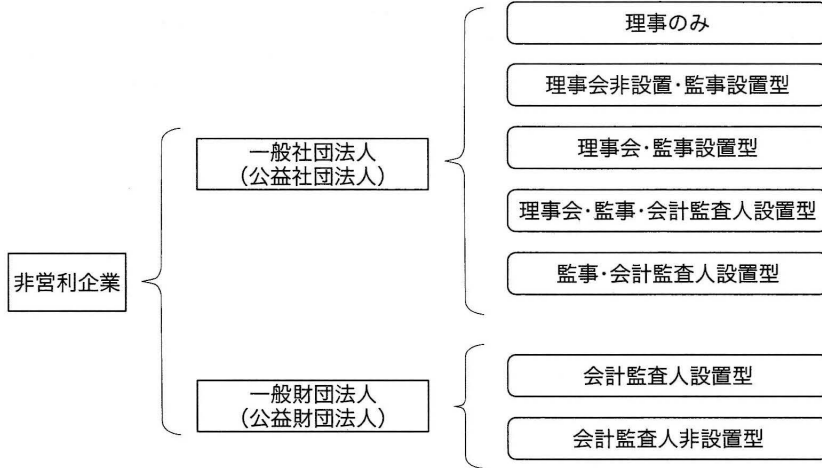 理事のみ
理事会非設置・監事設置型
一般社団法人
(公益社団法人)
理事会・監事設置型
理事会・監事・会計監査人設置型
監事・会計監査人設置型
非営利企業
一般財団法人
(公益財団法人)
会計監査人設置型
会計監査人非設置型